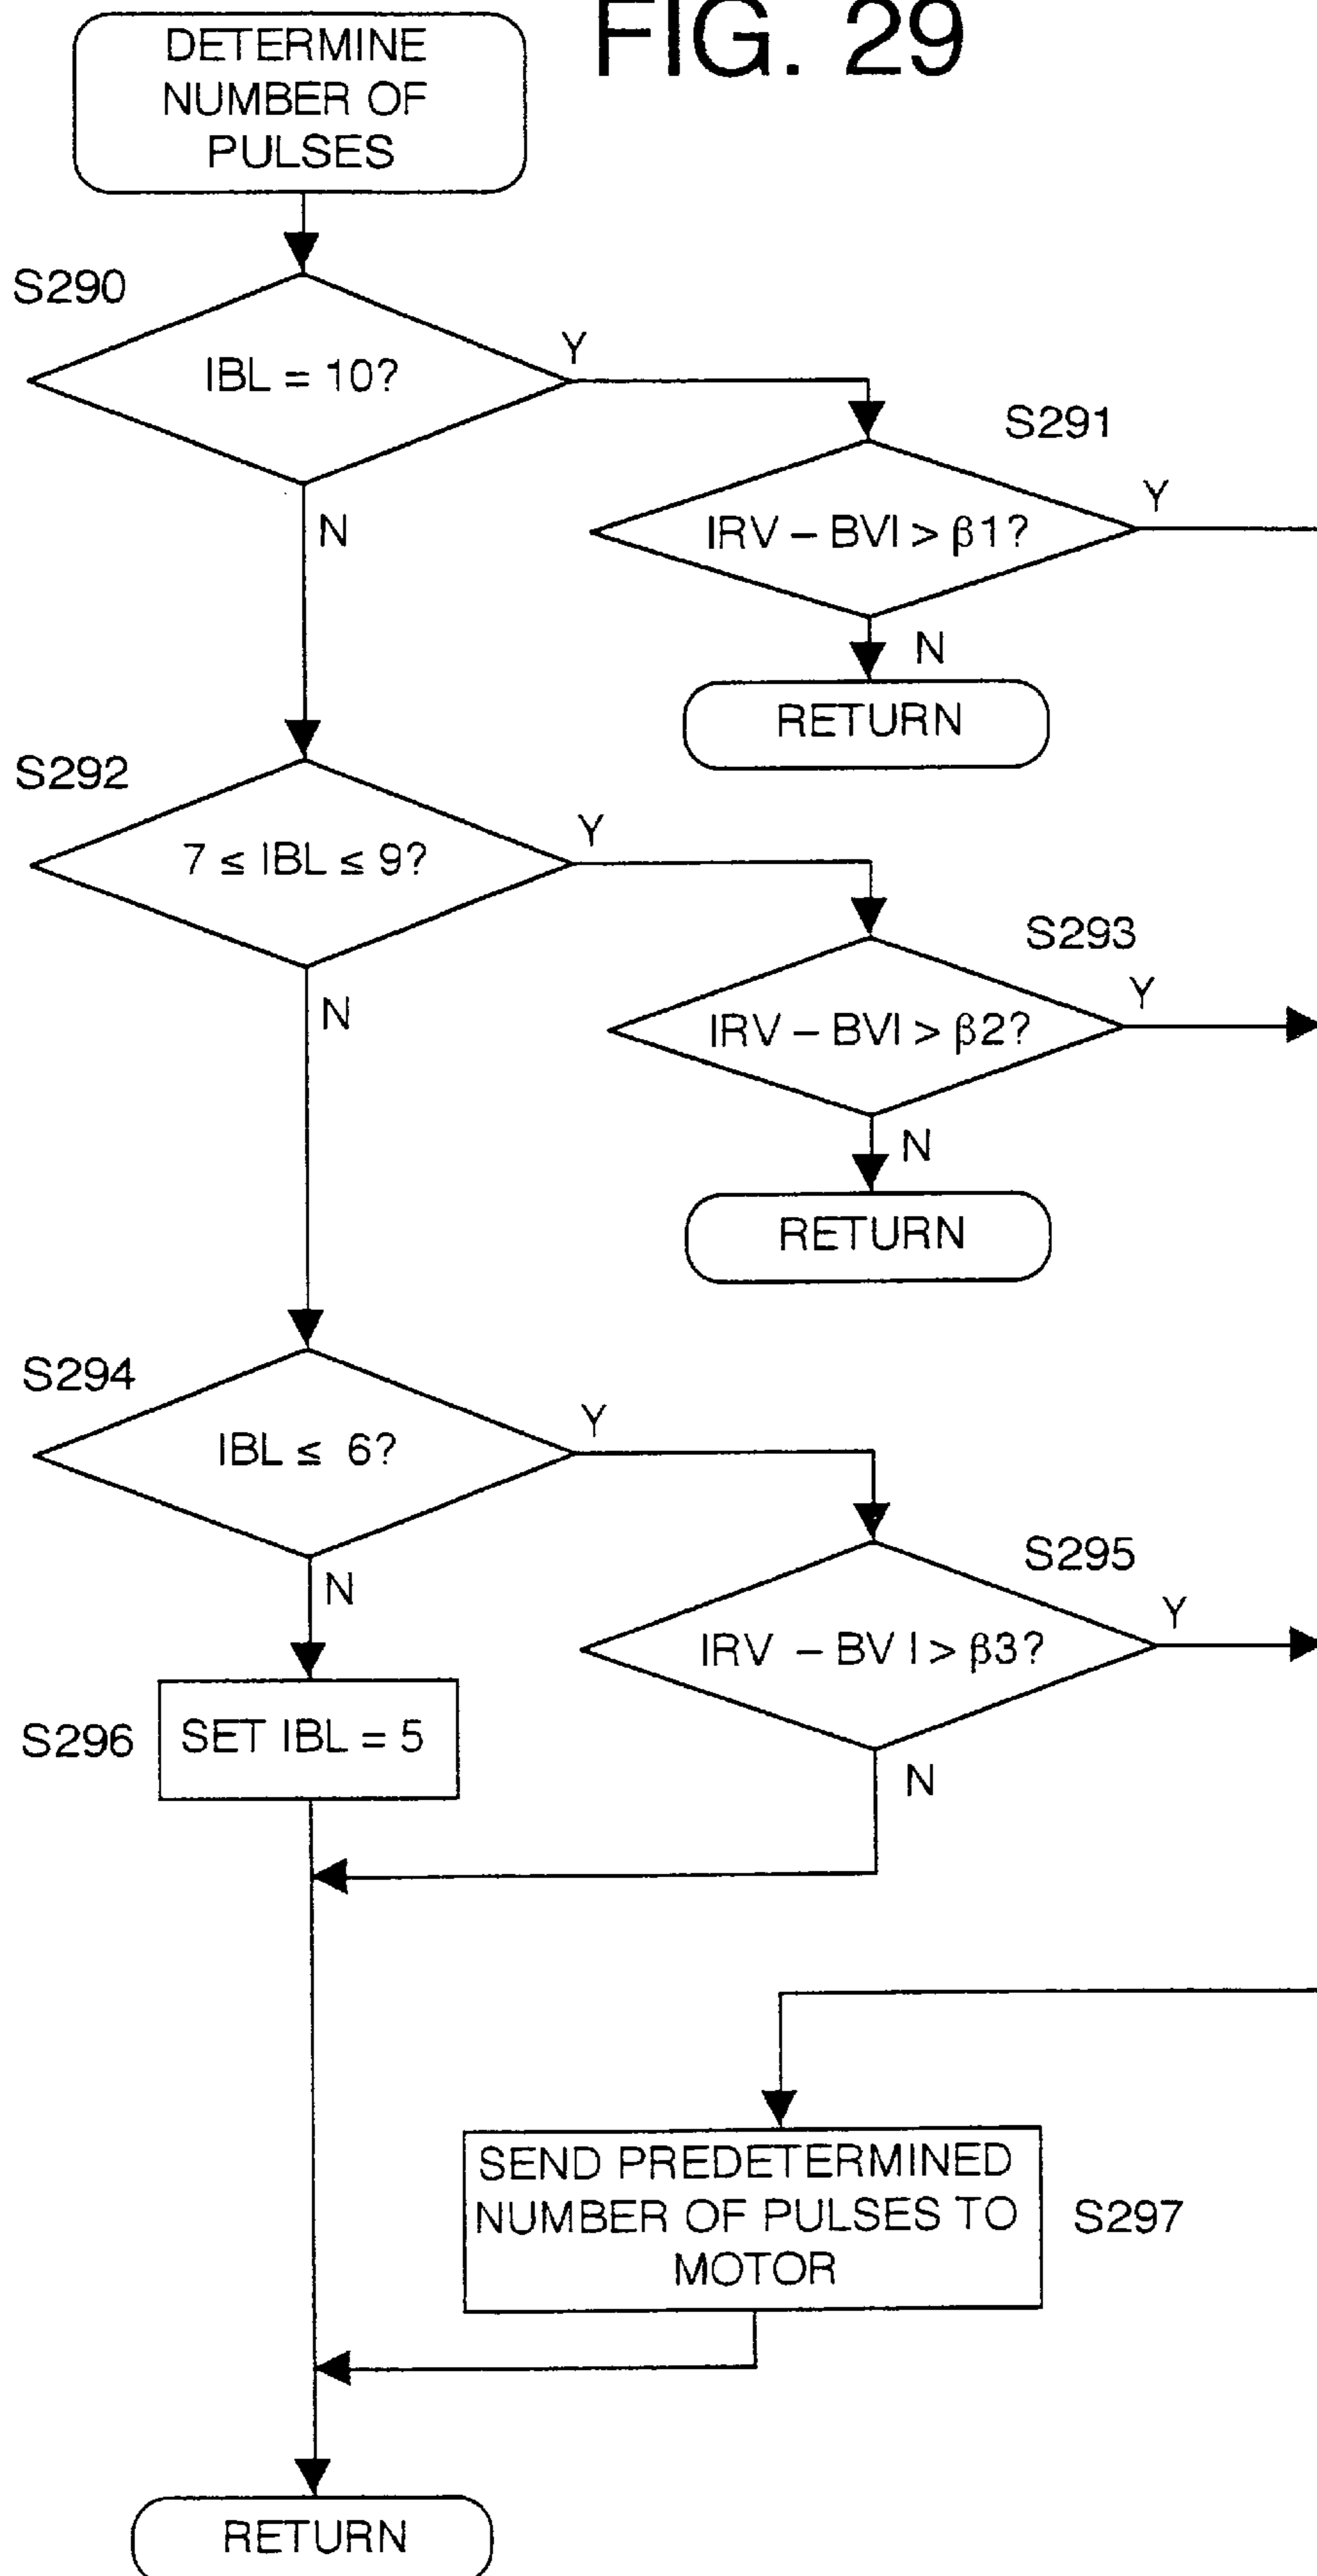 FIG. 29
DETERMINE
NUMBER OF
PULSES
S290
IBL = 10?
Y
N
S291
IRV – BVI > β1?
Y
N
RETURN
S292
7 ≤ IBL ≤ 9?
Y
N
S293
IRV – BVI > β2?
Y
N
RETURN
S294
IBL ≤ 6?
Y
N
S295
IRV – BV I > β3?
Y
N
S296
SET IBL = 5
SEND PREDETERMINED
NUMBER OF PULSES TO
MOTOR
S297
RETURN